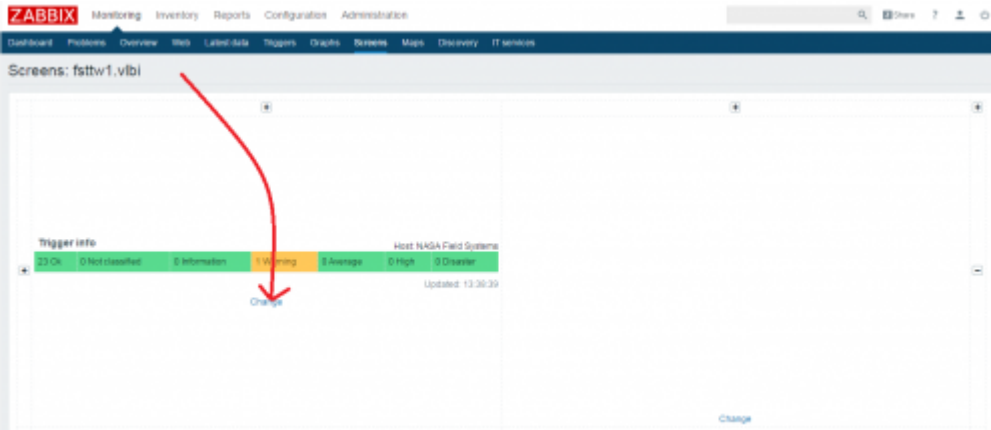 ZABBIX Monitoring Inventory Reports Configuration Administration Share ?
Dashboard Problems Overview Web Latest data Triggers Graphs Screens Maps Discovery IT services
Screens: fsttw1.vlbi
Trigger info
Host: NASA Field Systems
23 Ok 0 Not classified 0 Information 1 Warning 0 Average 0 High 0 Disaster
Updated: 13:38:39
Change
Change